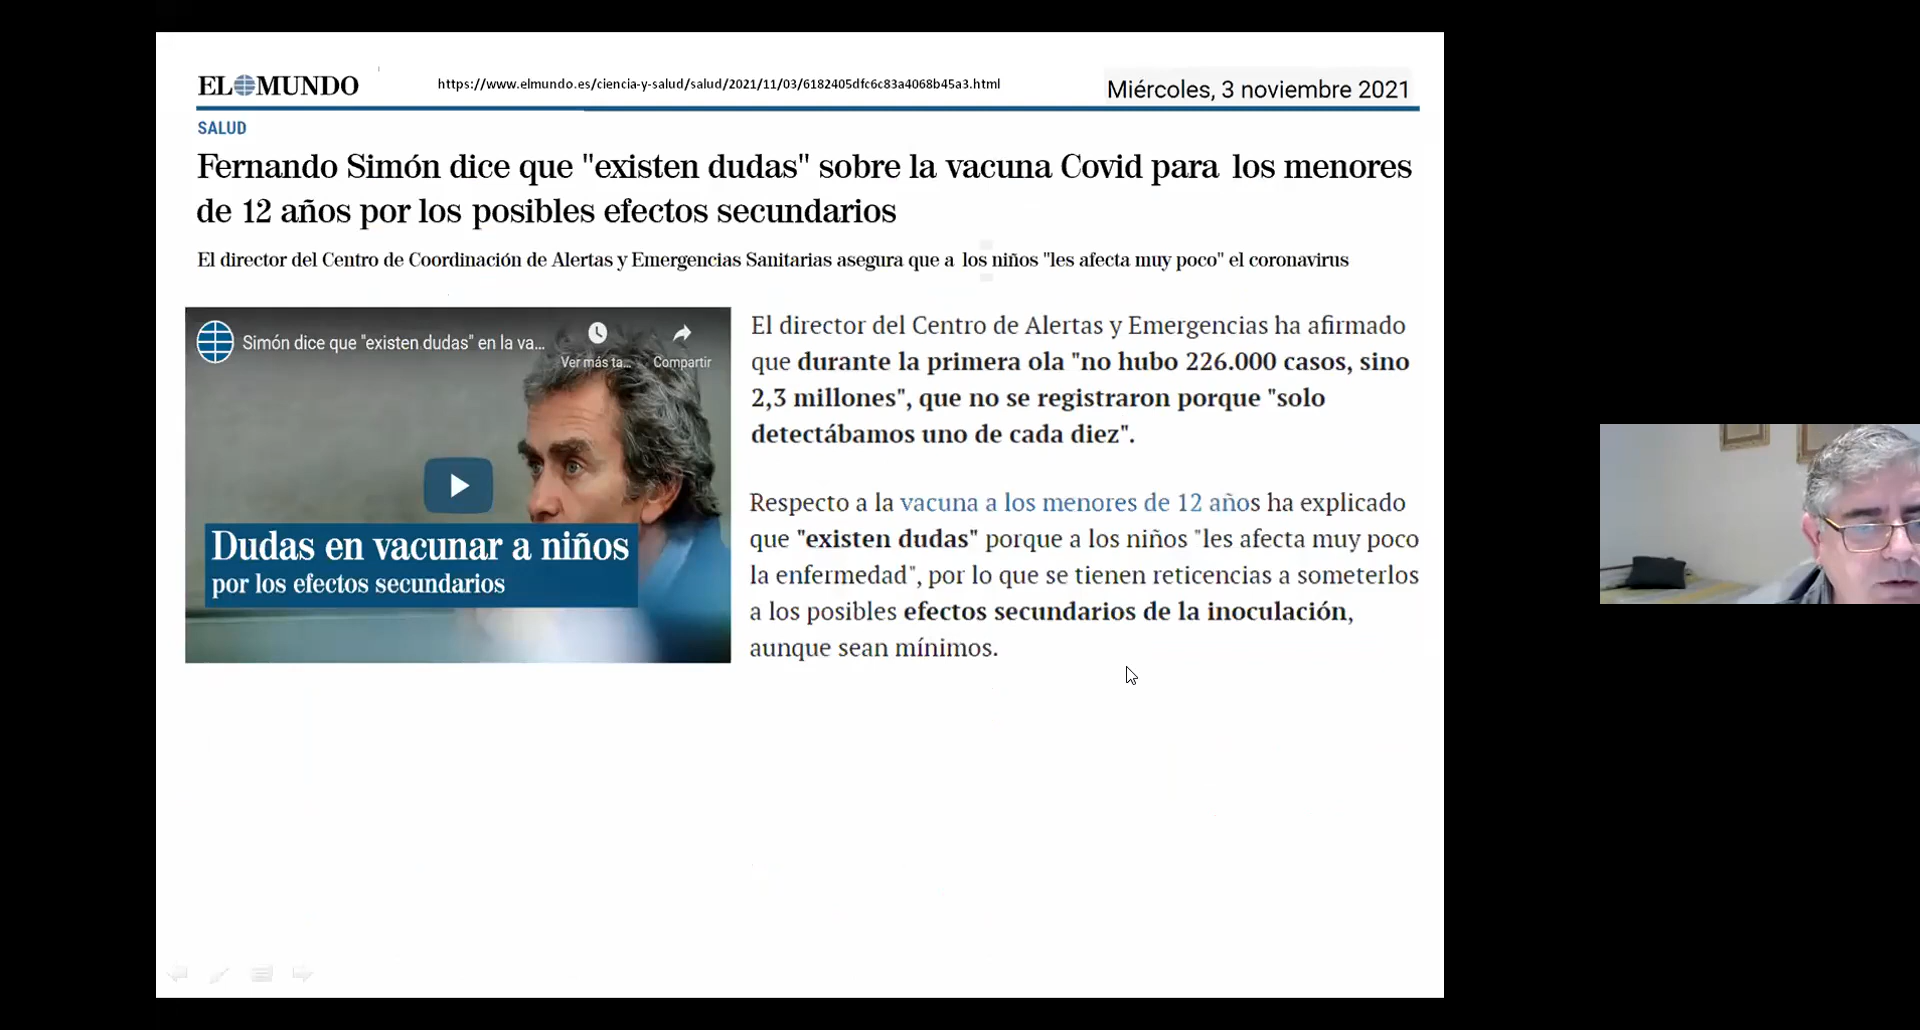 EL MUNDO
https://www.elmundo.es/ciencia-y-salud/salud/2021/11/03/6182405dfc6c83a4068b45a3.html
Miércoles, 3 noviembre 2021
SALUD
Fernando Simón dice que "existen dudas" sobre la vacuna Covid para los menores
de 12 años por los posibles efectos secundarios
El director del Centro de Coordinación de Alertas y Emergencias Sanitarias asegura que a los niños "les afecta muy poco" el coronavirus
Simón dice que "existen dudas" en la va...
Ver más ta...
Compartir
Dudas en vacunar a niños
por los efectos secundarios
El director del Centro de Alertas y Emergencias ha afirmado
que durante la primera ola "no hubo 226.000 casos, sino
2,3 millones", que no se registraron porque "solo
detectábamos uno de cada diez".
Respecto a la vacuna a los menores de 12 años ha explicado
que "existen dudas" porque a los niños "les afecta muy poco
la enfermedad", por lo que se tienen reticencias a someterlos
a los posibles efectos secundarios de la inoculación,
aunque sean mínimos.